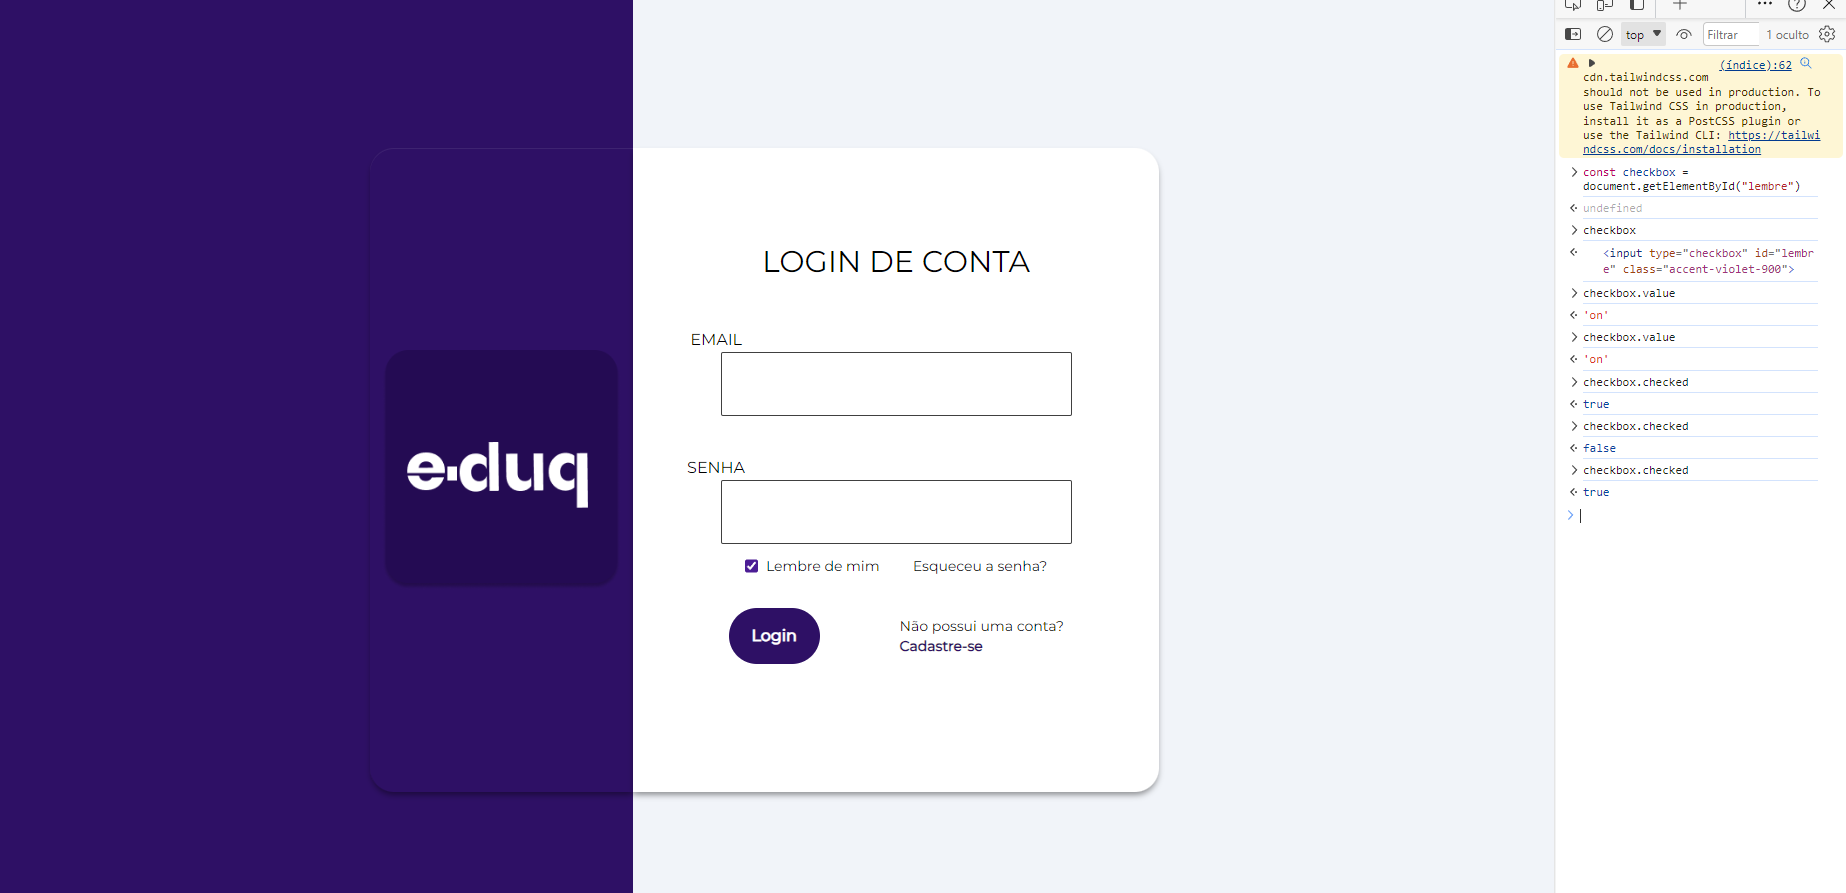 e-duq
LOGIN DE CONTA
EMAIL
SENHA
Lembre de mim
Esqueceu a senha?
Login
Não possui uma conta?
Cadastre-se
top
Filtrar
1 oculto
(índice):62
cdn.tailwindcss.com
should not be used in production. To
use Tailwind CSS in production,
install it as a PostCSS plugin or
use the Tailwind CLI: https://tailwi
ndcss.com/docs/installation
const checkbox =
document.getElementById("lembre")
undefined
checkbox
<input type="checkbox" id="lembr
e" class="accent-violet-900">
checkbox.value
'on'
checkbox.value
'on'
checkbox.checked
true
checkbox.checked
false
checkbox.checked
true